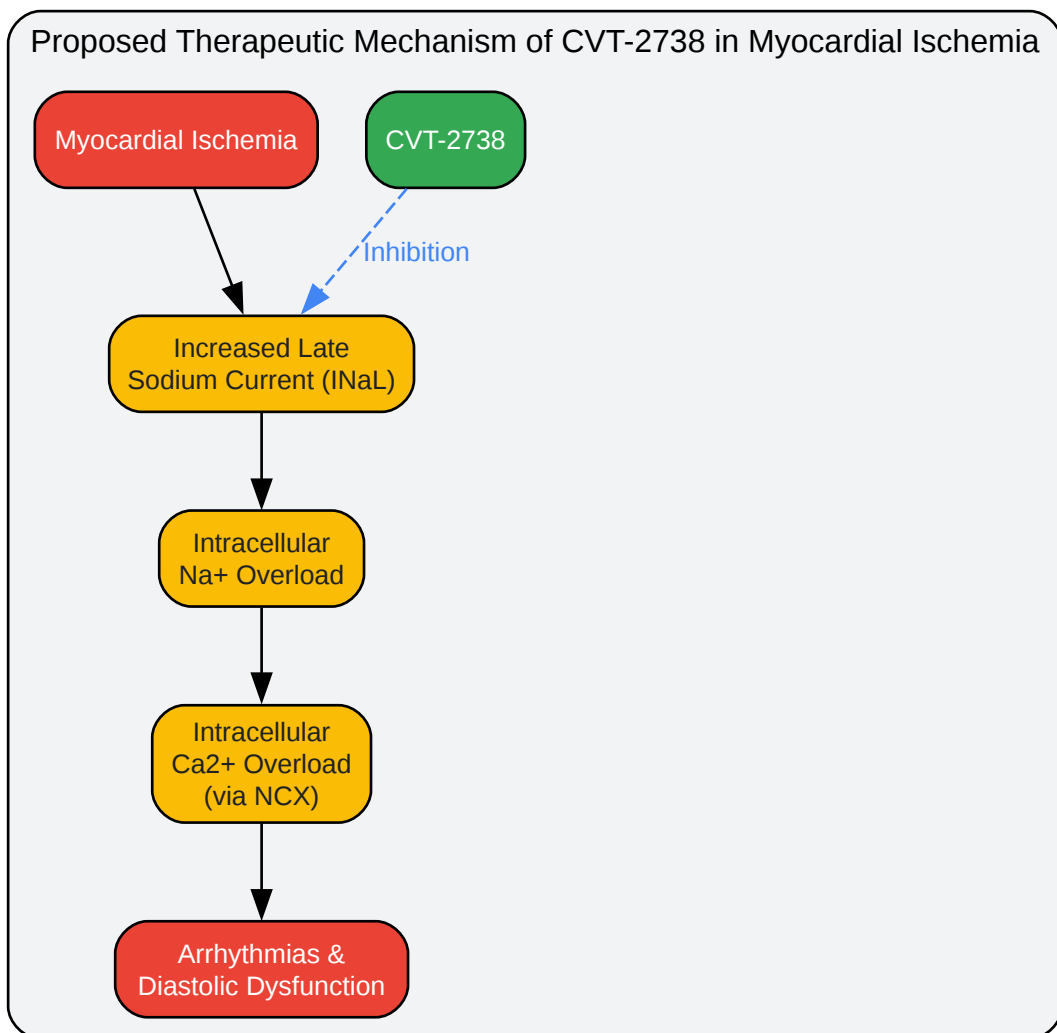 Proposed Therapeutic Mechanism of CVT-2738 in Myocardial Ischemia
Myocardial Ischemia
CVT-2738
Inhibition
Increased Late
Sodium Current (INaL)
Intracellular
Na+ Overload
Intracellular
Ca2+ Overload
(via NCX)
Arrhythmias &
Diastolic Dysfunction